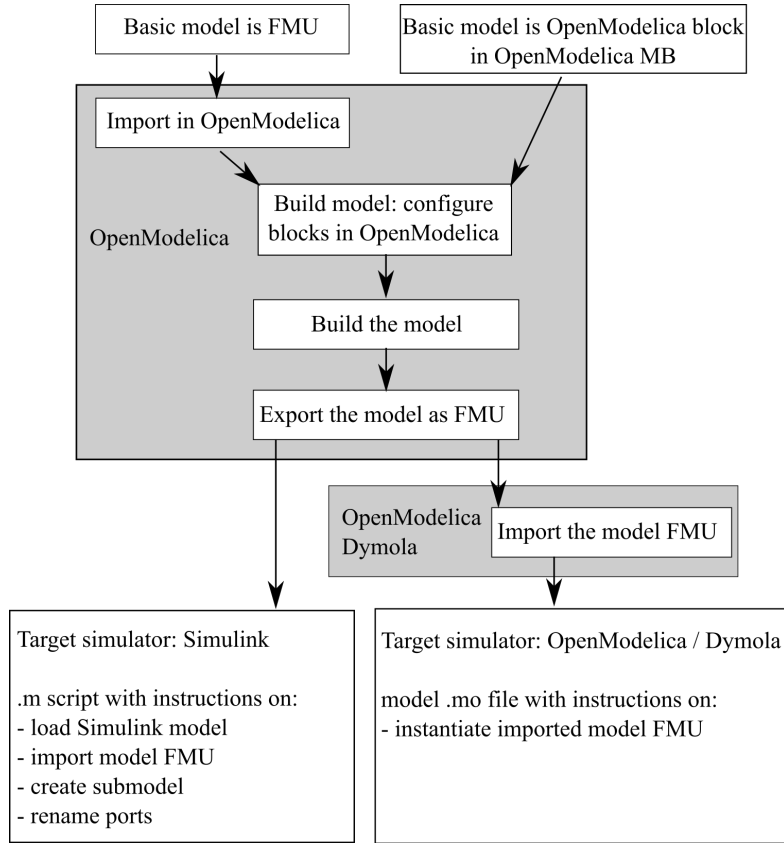 Basic model is FMU
Basic model is OpenModelica block
in OpenModelica MB
Import in OpenModelica
Build model: configure
blocks in OpenModelica
OpenModelica
Build the model
Export the model as FMU
OpenModelica
Dymola
Import the model FMU
Target simulator: Simulink
.m script with instructions on:
- load Simulink model
- import model FMU
- create submodel
- rename ports
Target simulator: OpenModelica / Dymola
model .mo file with instructions on:
- instantiate imported model FMU